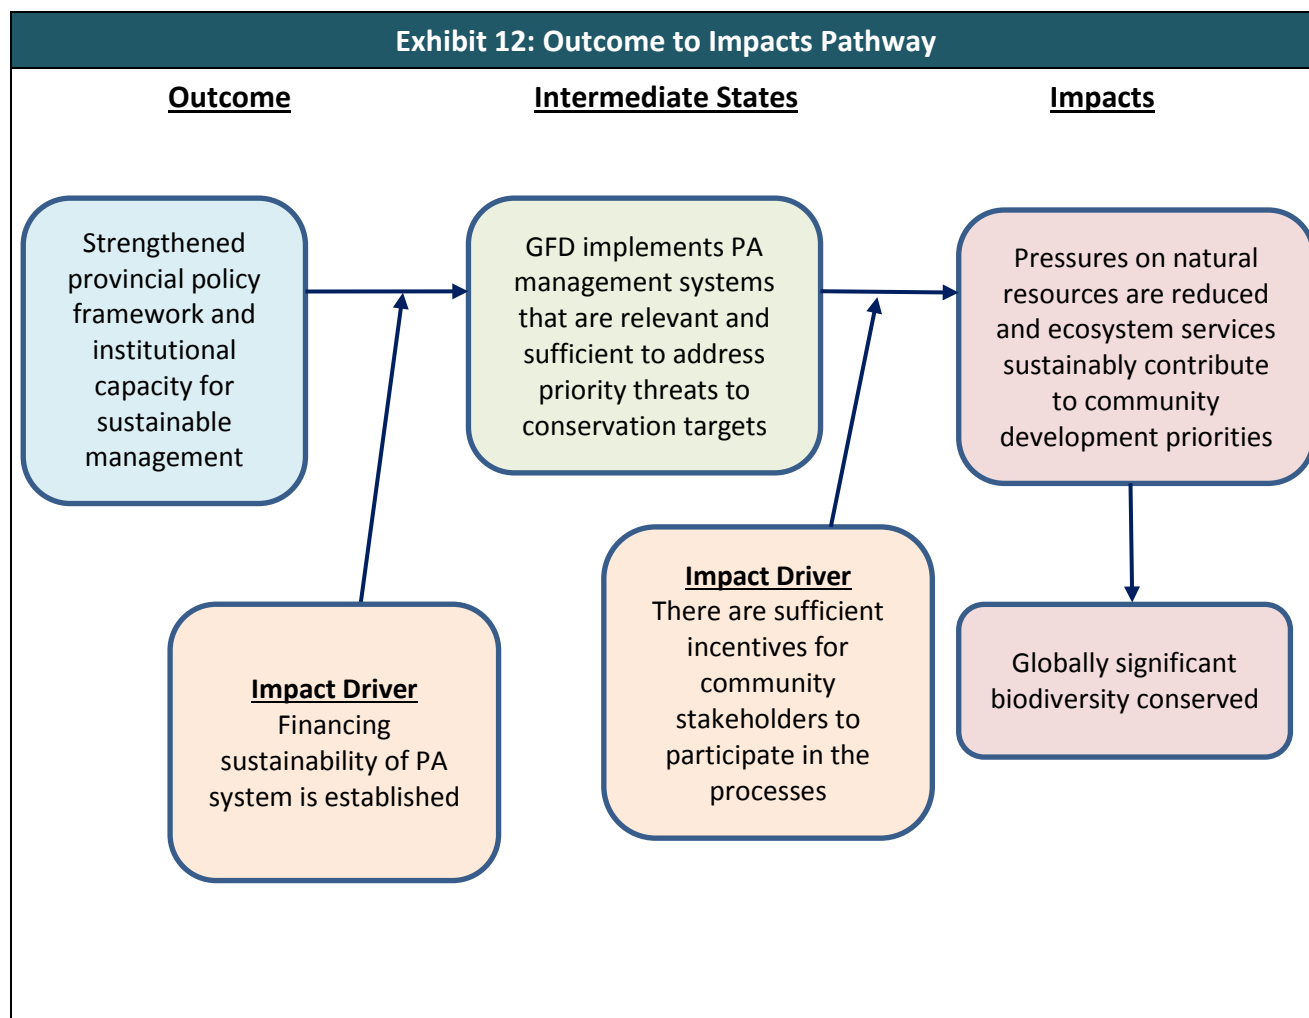 Exhibit 12: Outcome to Impacts Pathway
Outcome
Intermediate States
Impacts
Strengthened
provincial policy
framework and
institutional
capacity for
sustainable
management
GFD implements PA
management systems
that are relevant and
sufficient to address
priority threats to
conservation targets
Pressures on natural
resources are reduced
and ecosystem services
sustainably contribute
to community
development priorities
Impact Driver
Financing
sustainability of PA
system is established
Impact Driver
There are sufficient
incentives for
community
stakeholders to
participate in the
processes
Globally significant
biodiversity conserved